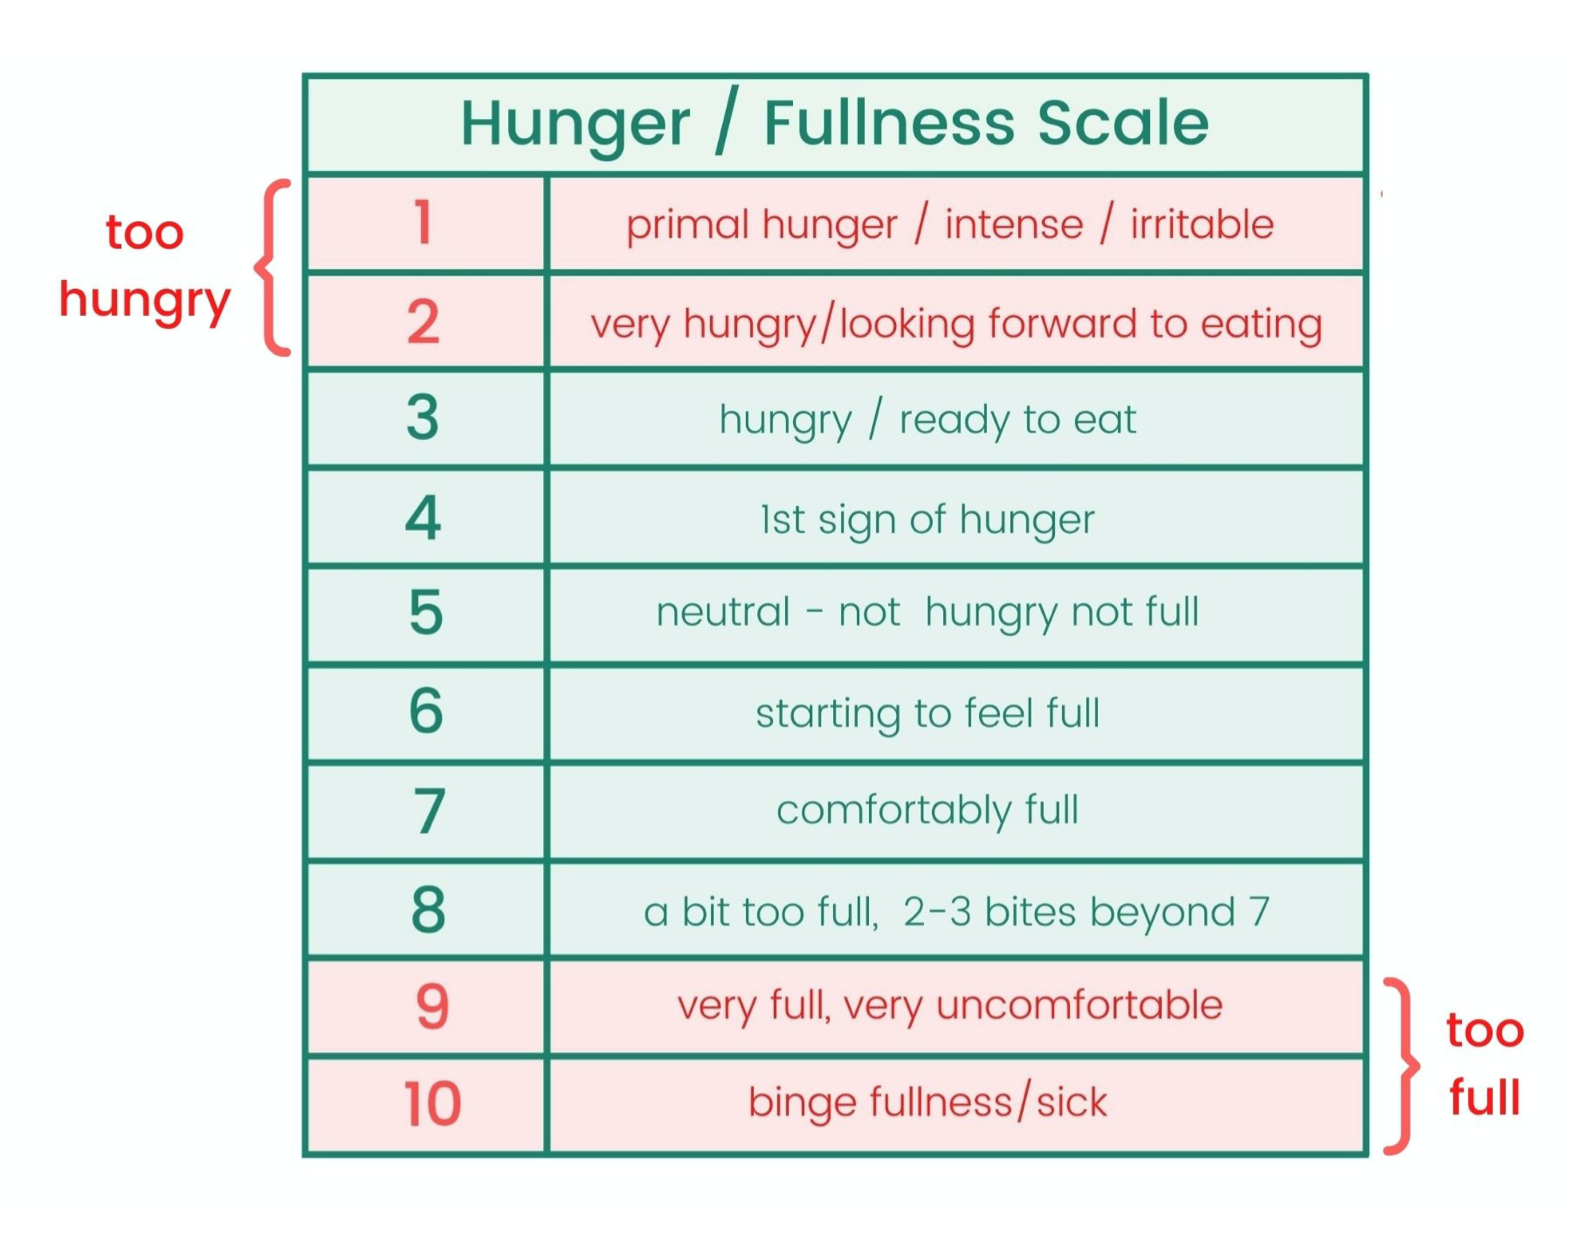 Hunger / Fullness Scale
too
hungry
1 primal hunger / intense / irritable
2 very hungry/looking forward to eating
3 hungry / ready to eat
4 1st sign of hunger
5 neutral - not hungry not full
6 starting to feel full
7 comfortably full
8 a bit too full, 2-3 bites beyond 7
9 very full, very uncomfortable
10 binge fullness/sick
too
full